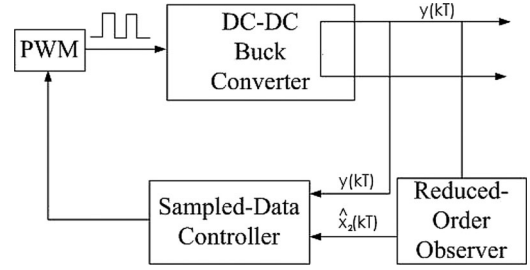 PWM
DC-DC
Buck
Converter
y(kT)
y(kT)
x̂₂(kT)
Sampled-Data
Controller
Reduced-
Order
Observer